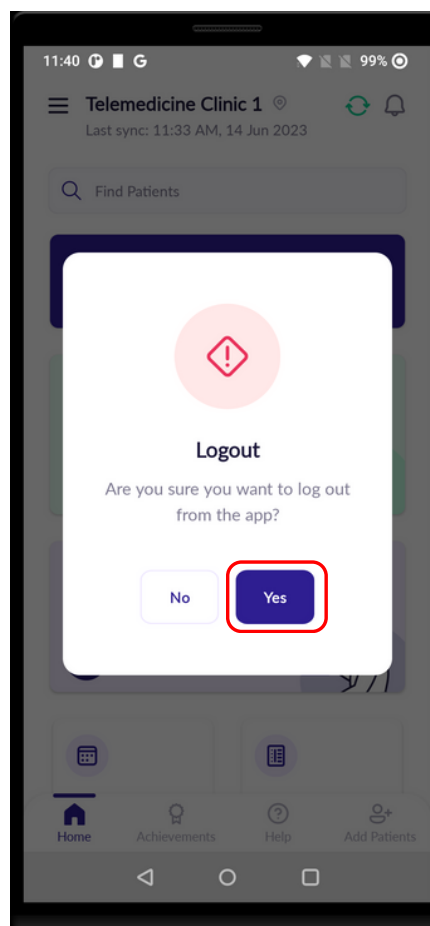 11:40 G 99%
Telemedicine Clinic 1
Last sync: 11:33 AM, 14 Jun 2023
Find Patients
Logout
Are you sure you want to log out
from the app?
No Yes
Home Achievements Help Add Patients